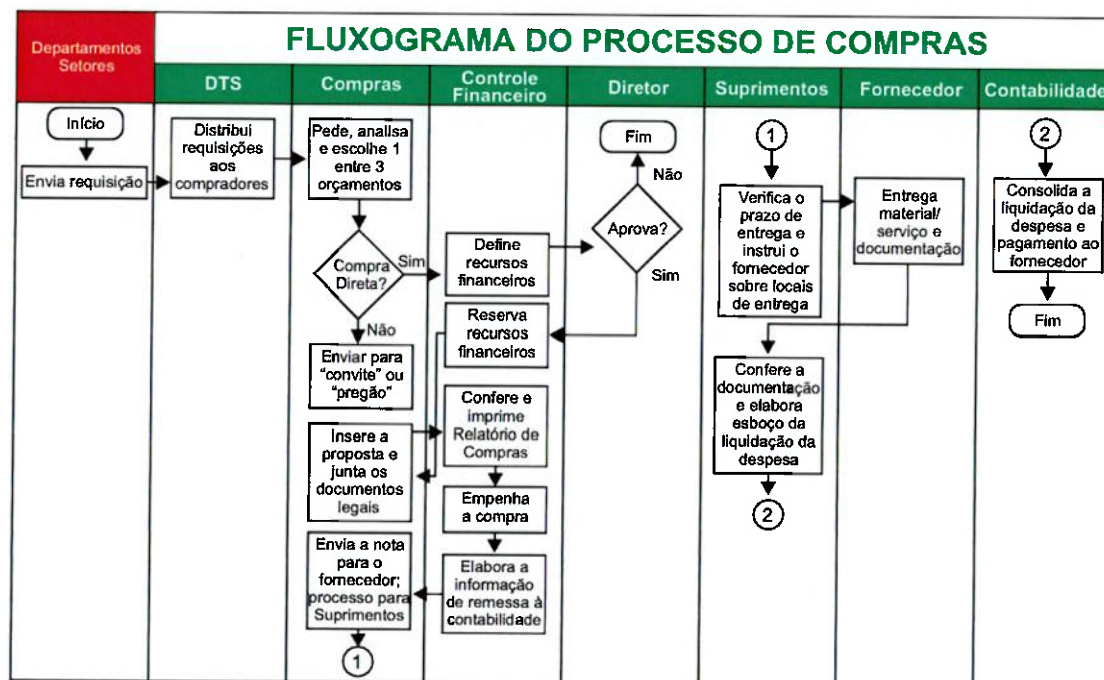 Departamentos
Setores
FLUXOGRAMA DO PROCESSO DE COMPRAS
DTS
Compras
Controle
Financeiro
Diretor
Suprimentos
Fornecedor
Contabilidade
Início
Envia requisição
Distribui
requisições
aos
compradores
Pede, analisa
e escolhe 1
entre 3
orçamentos
Compra
Direta?
Sim
Não
Enviar para
“convite” ou
“pregão”
Insere a
proposta e
junta os
documentos
legais
Envia a nota
para o
fornecedor;
processo para
Suprimentos
1
Define
recursos
financeiros
Reserva
recursos
financeiros
Confere e
imprime
Relatório de
Compras
Empenha
a compra
Elabora a
informação
de remessa à
contabilidade
Fim
Não
Aprova?
Sim
1
Verifica o
prazo de
entrega e
instrui o
fornecedor
sobre locais
de entrega
Confere a
documentação
e elabora
esboço da
liquidação da
despesa
2
Entrega
material/
serviço e
documentação
2
Consolida a
liquidação da
despesa e
pagamento ao
fornecedor
Fim